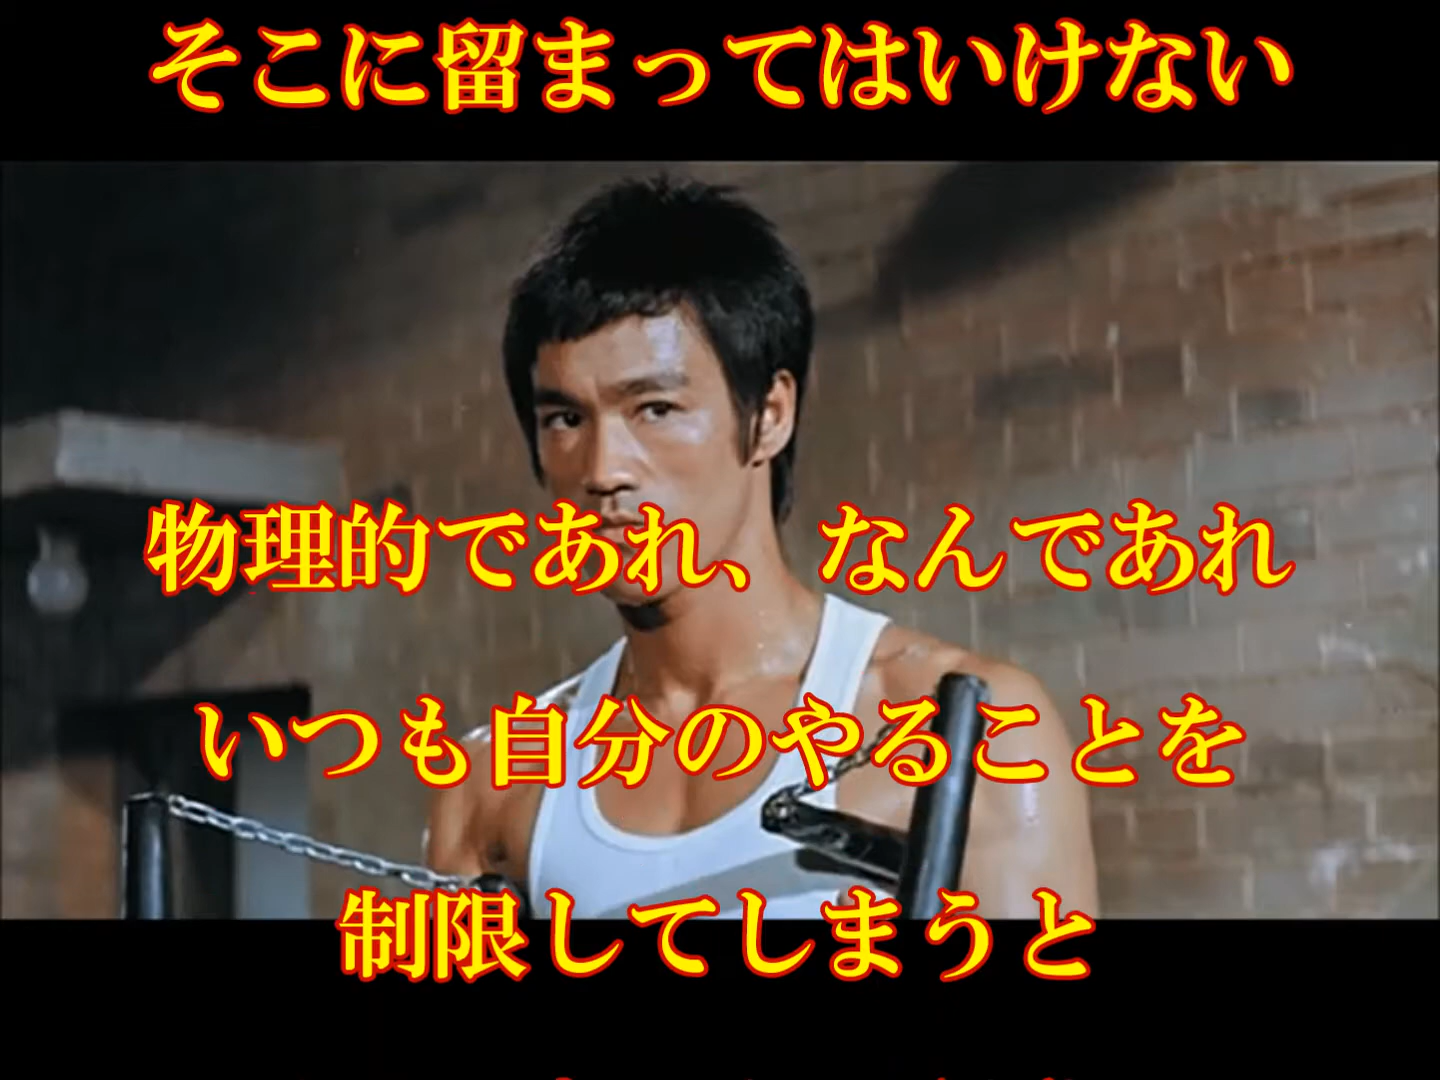 そこに留まってはいけない
物理的であれ、なんであれ
いつも自分のやることを
制限してしまうと